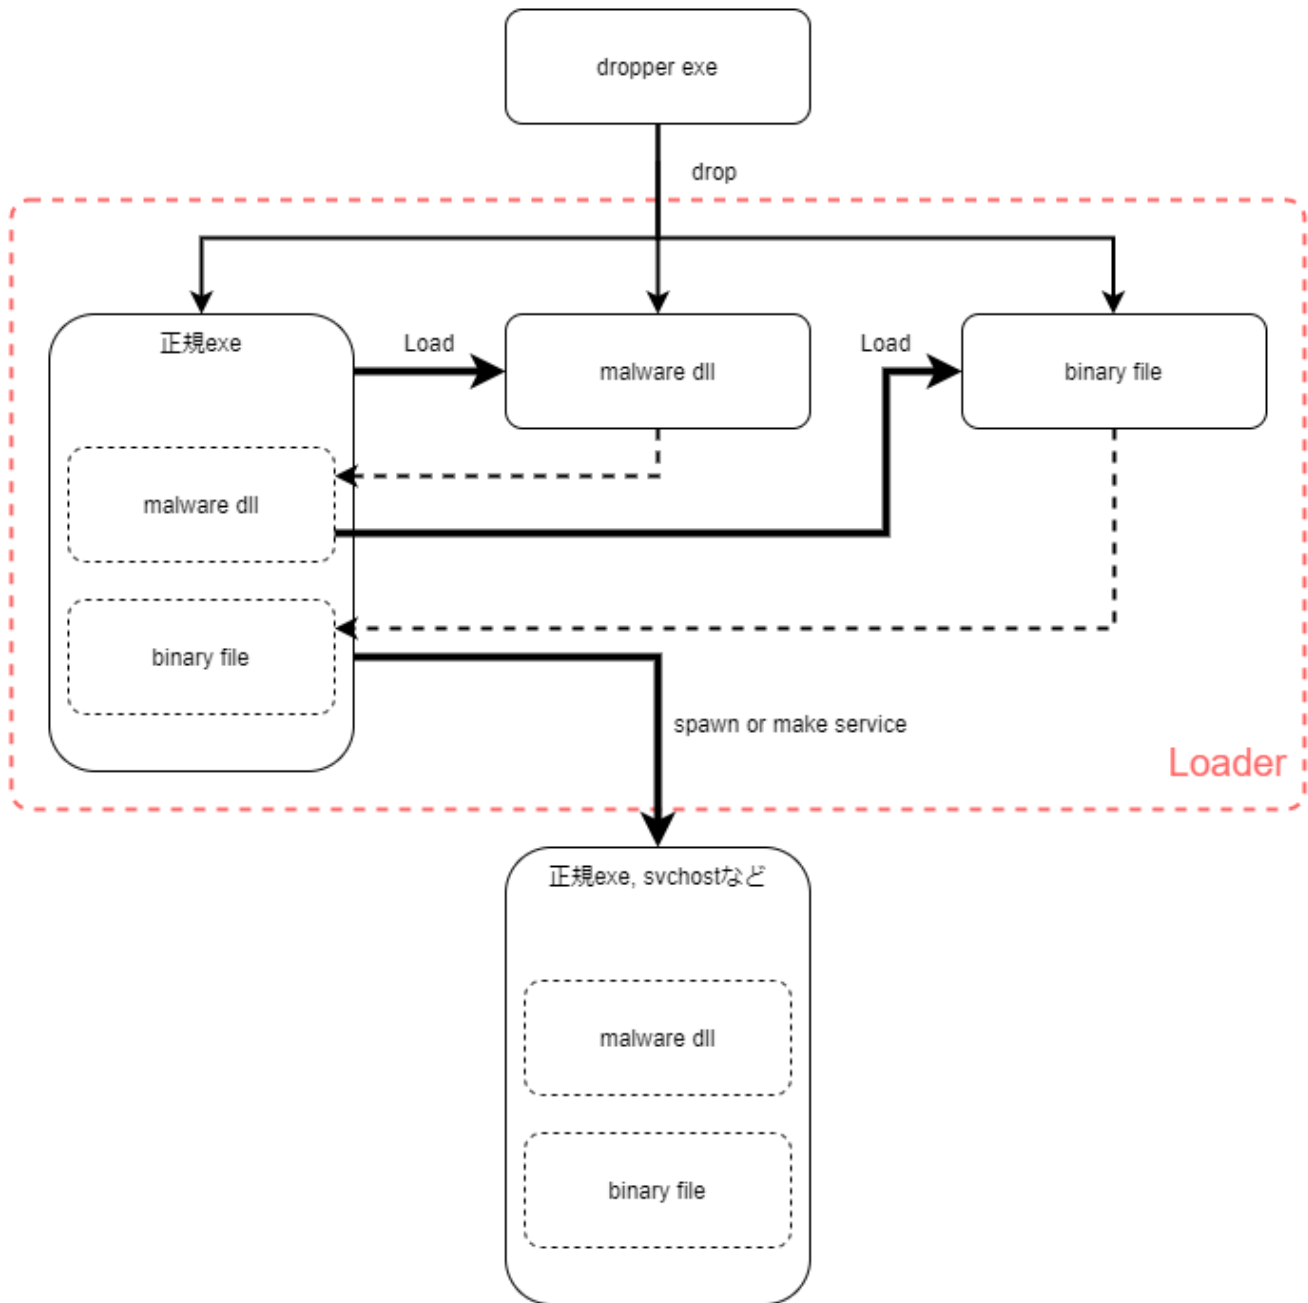 dropper exe
drop
正規exe
Load
malware dll
Load
binary file
malware dll
binary file
spawn or make service
Loader
正規exe, svchostなど
malware dll
binary file